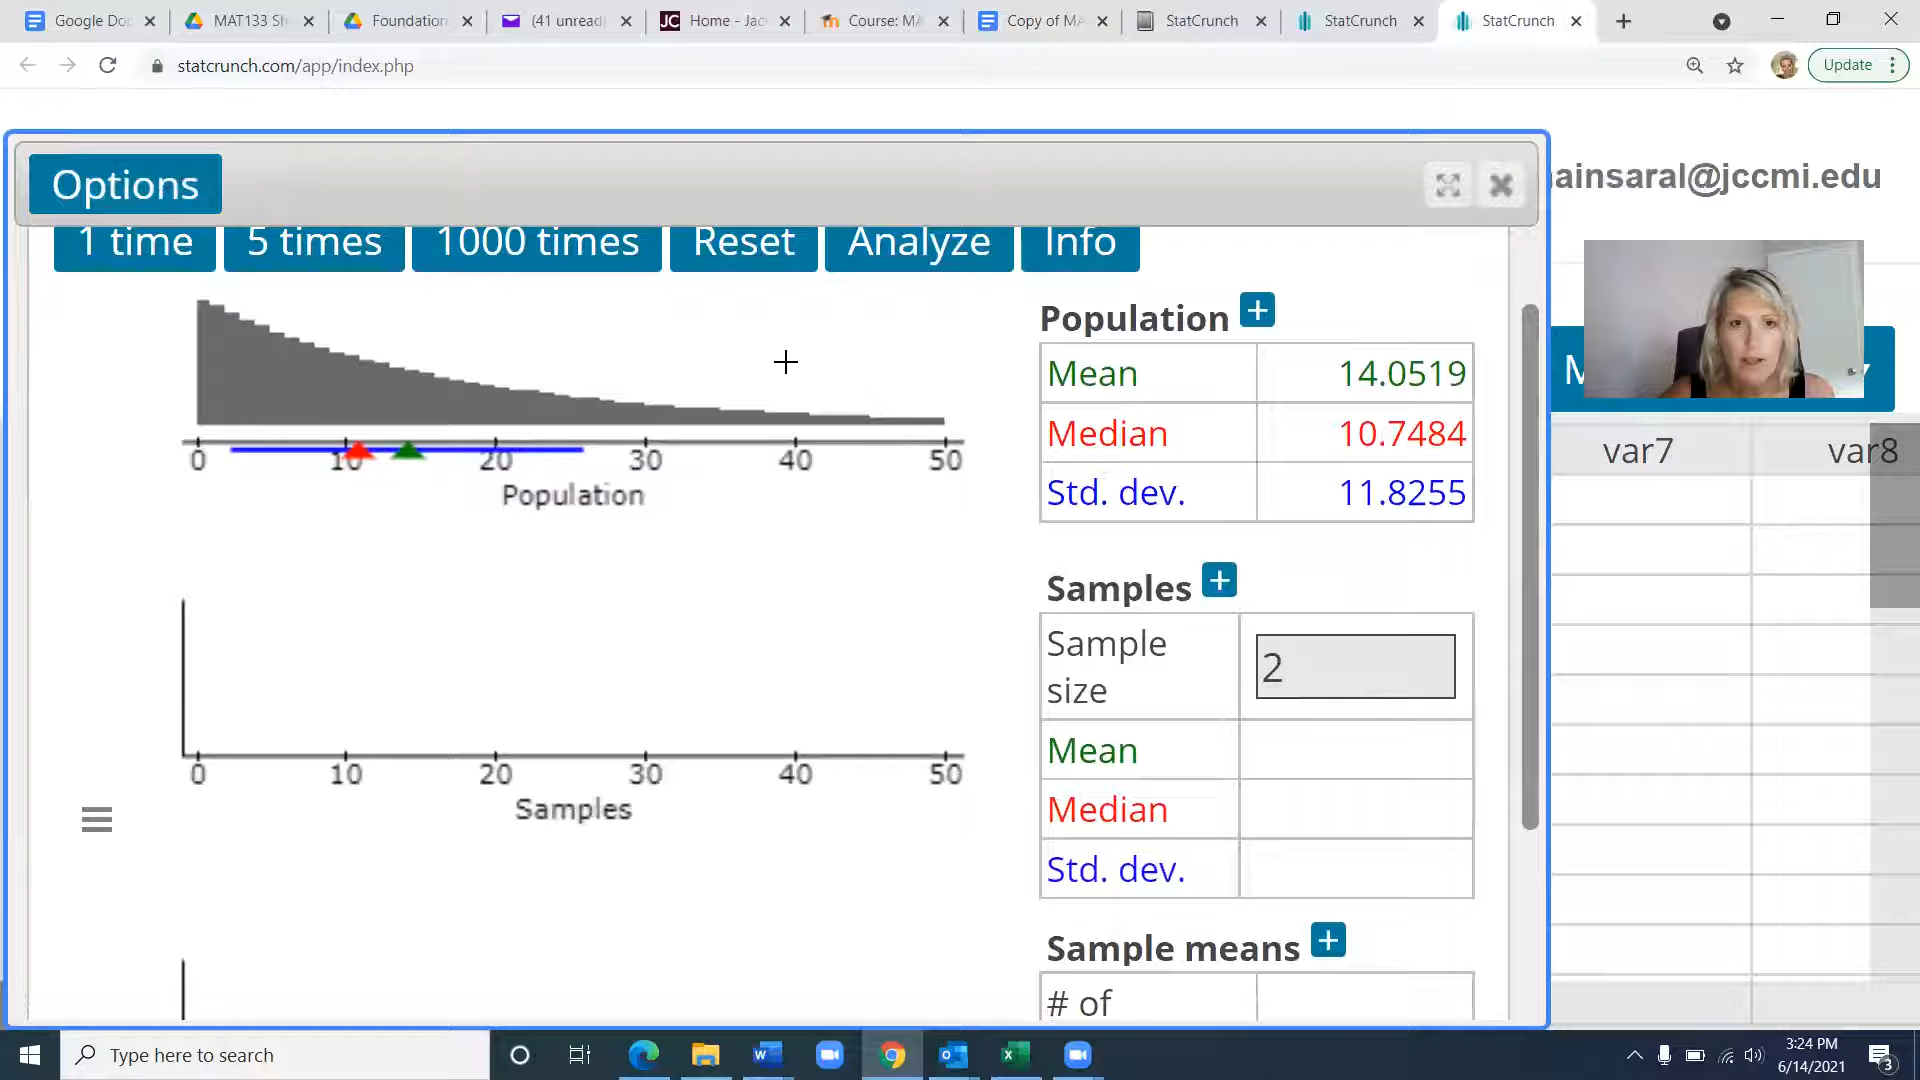 Google Do
MAT133 Sh
Foundation
(41 unread
JC Home - Jac
Course: MA
Copy of MA
StatCrunch
StatCrunch
StatCrunch
statcrunch.com/app/index.php
Update
Options
ainsaral@jccmi.edu
1 time 5 times 1000 times Reset Analyze Info
0 10 20 30 40 50
Population
Population +
Mean 14.0519
Median 10.7484
Std. dev. 11.8255
Samples +
Sample size 2
Mean
Median
Std. dev.
0 10 20 30 40 50
Samples
Sample means +
# of
M
var7 var8
Type here to search
3:24 PM
6/14/2021
3